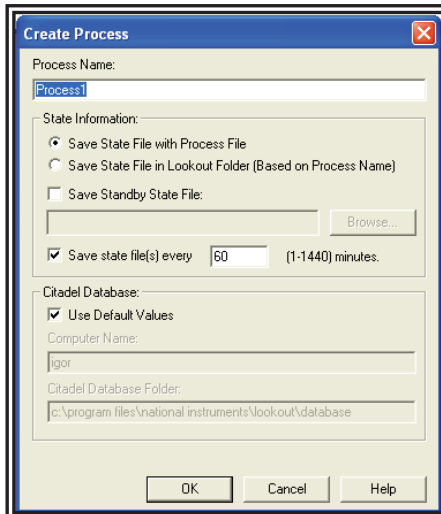 Create Process
Process Name:
Process1
State Information:
Save State File with Process File
Save State File in Lookout Folder (Based on Process Name)
Save Standby State File:
Browse...
Save state file(s) every 60 (1-1440) minutes.
Citadel Database:
Use Default Values
Computer Name:
igor
Citadel Database Folder:
c:\program files\national instruments\lookout\database
OK Cancel Help